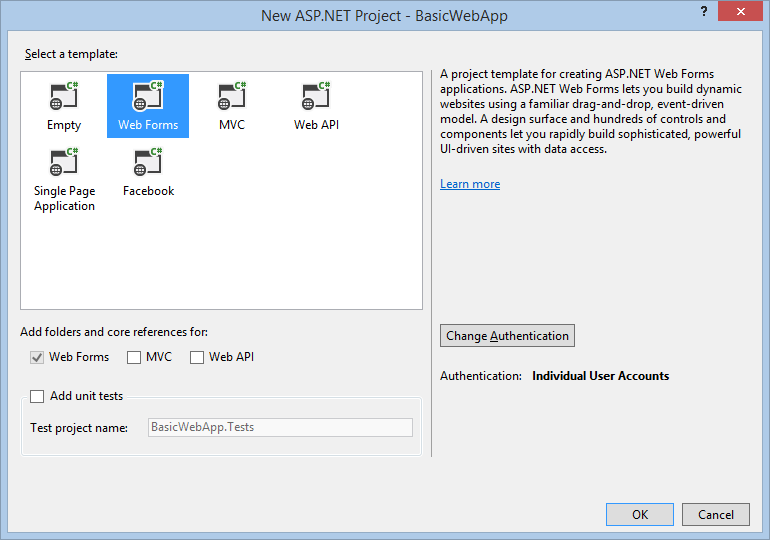 New ASP.NET Project - BasicWebApp
?
Select a template:
C#
C#
C#
C#
Empty
Web Forms
MVC
Web API
C#
C#
Single Page
Application
Facebook
A project template for creating ASP.NET Web Forms
applications. ASP.NET Web Forms lets you build dynamic
websites using a familiar drag-and-drop, event-driven
model. A design surface and hundreds of controls and
components let you rapidly build sophisticated, powerful
UI-driven sites with data access.
Learn more
Add folders and core references for:
Web Forms
MVC
Web API
Add unit tests
Test project name:
BasicWebApp.Tests
Change Authentication
Authentication: Individual User Accounts
OK
Cancel